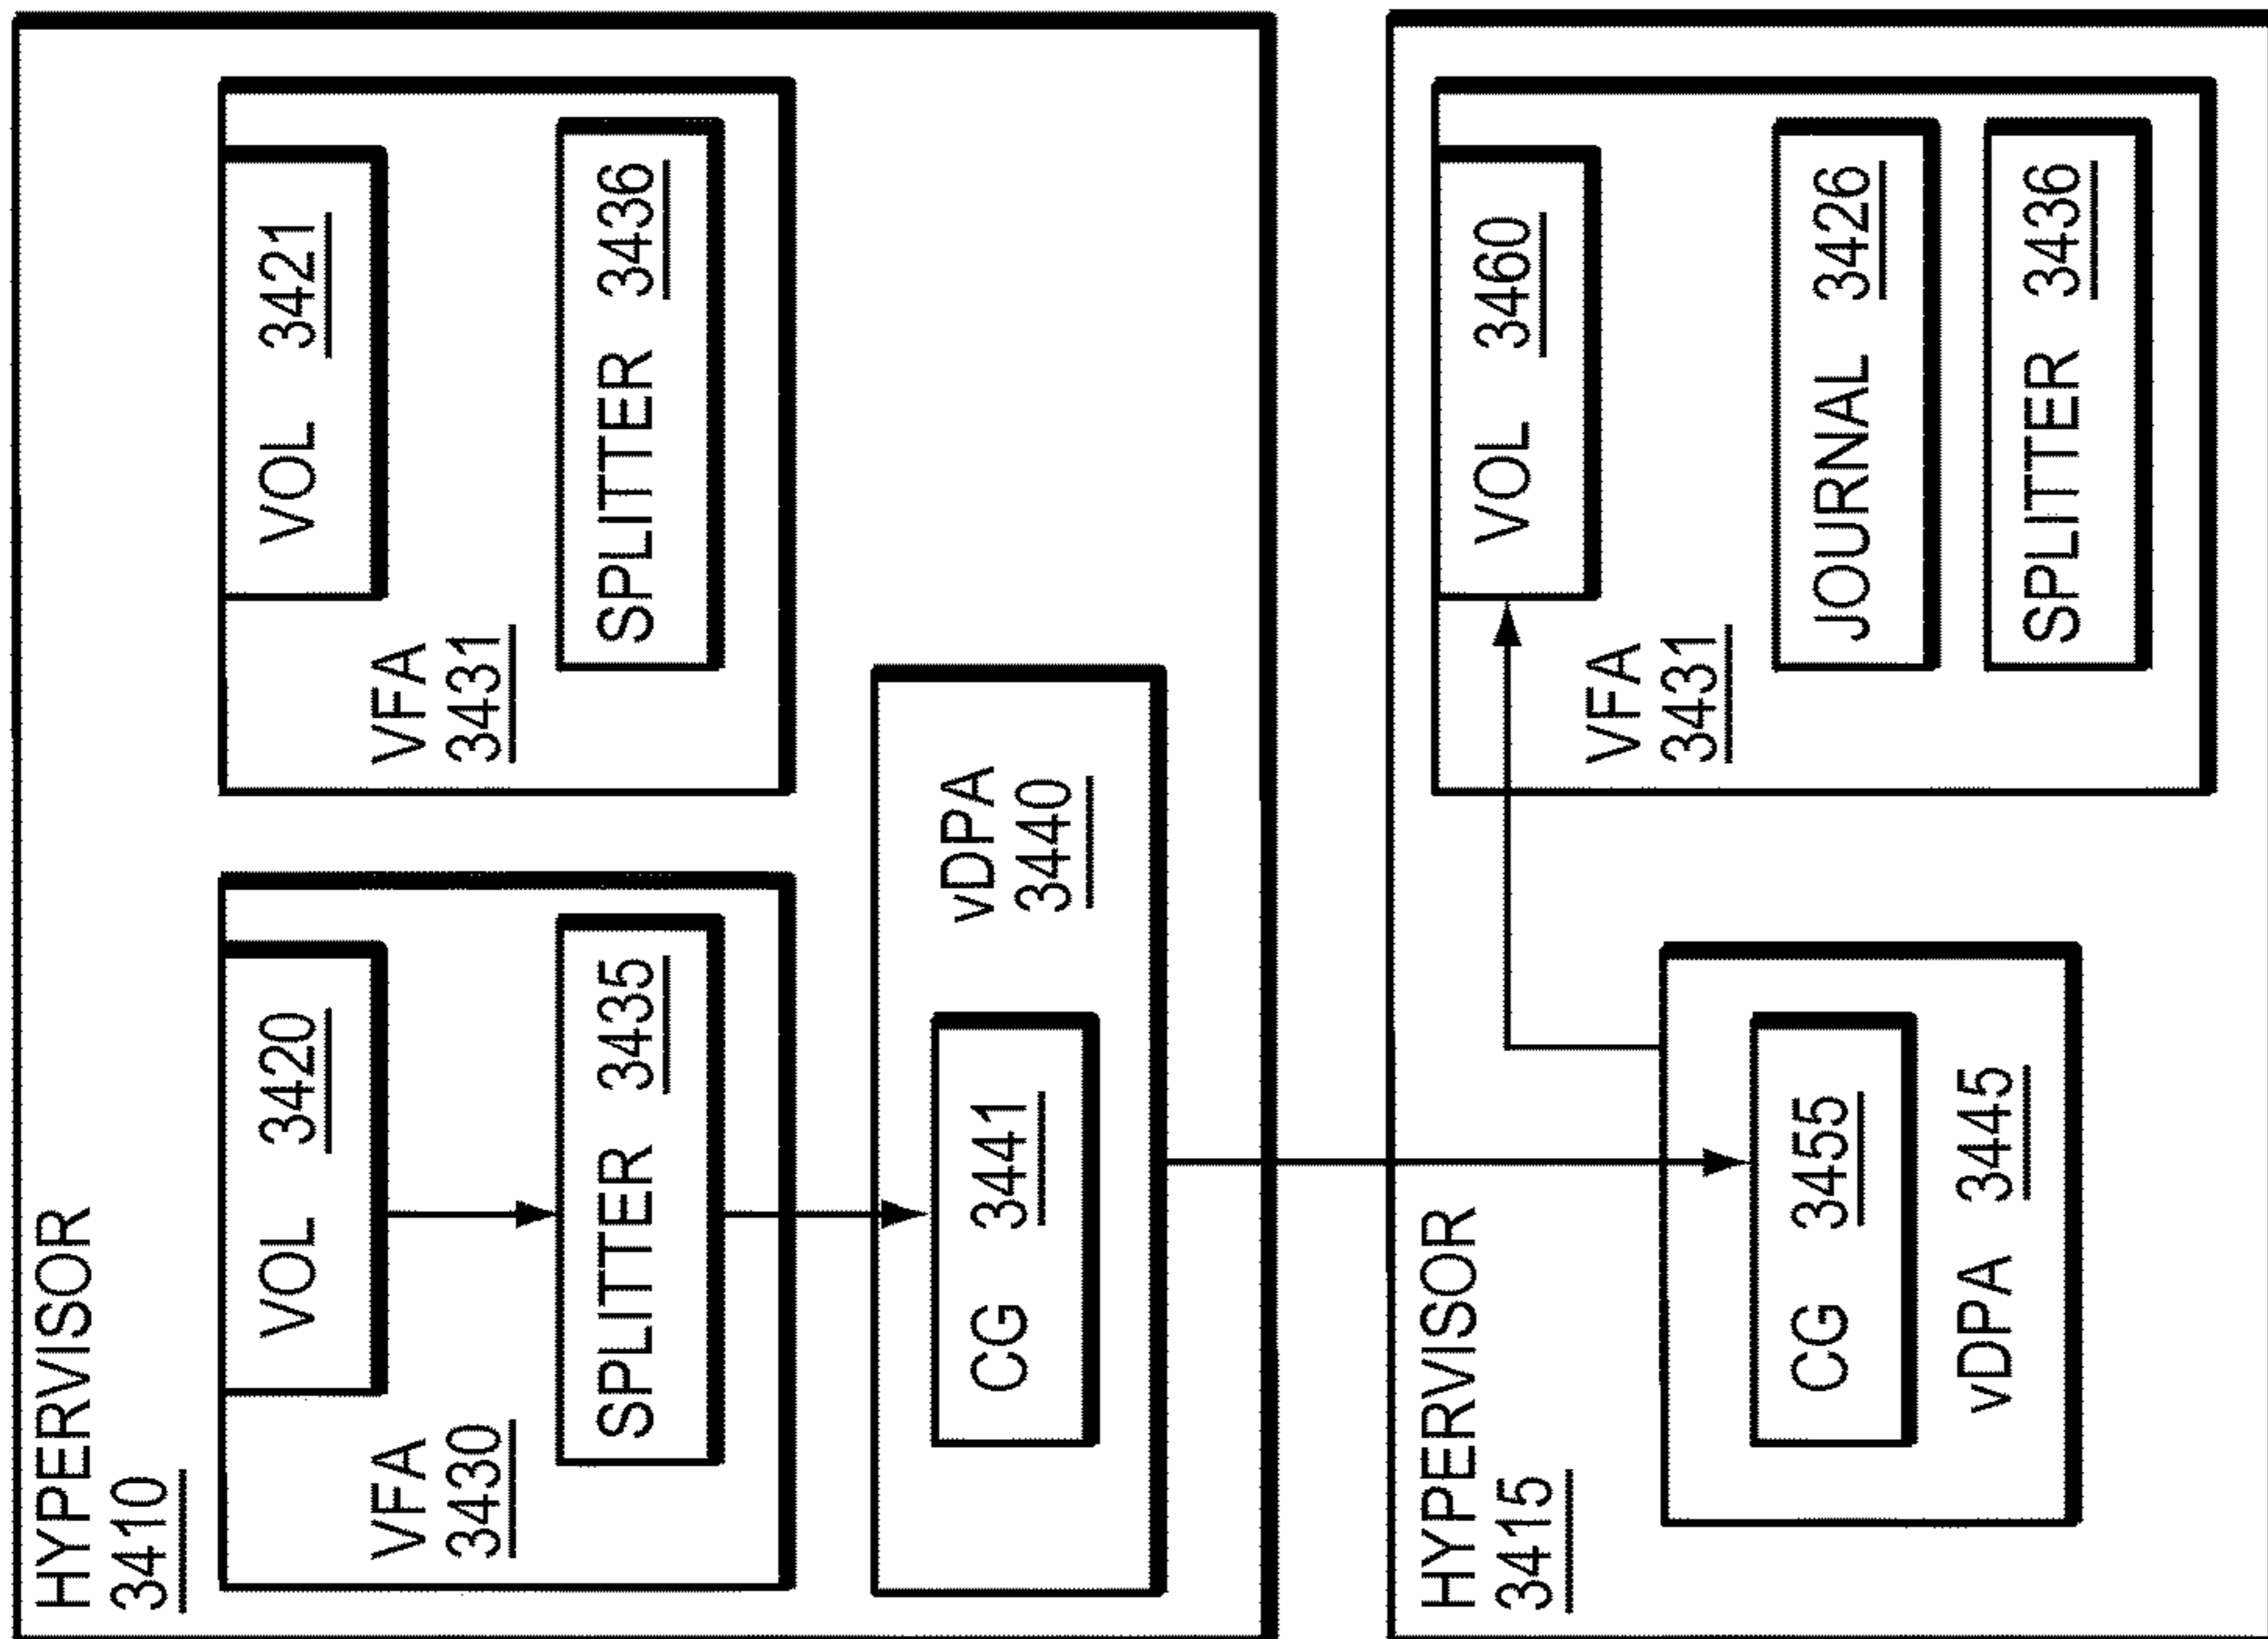 HYPERVISOR
3410
VOL 3420
VFA
3430
SPLITTER 3435
VOL 3421
VFA
3431
SPLITTER 3436
vDPA
3440
CG 3441
HYPERVISOR
3415
CG 3455
vDPA 3445
VOL 3460
VFA
3431
JOURNAL 3426
SPLITTER 3436